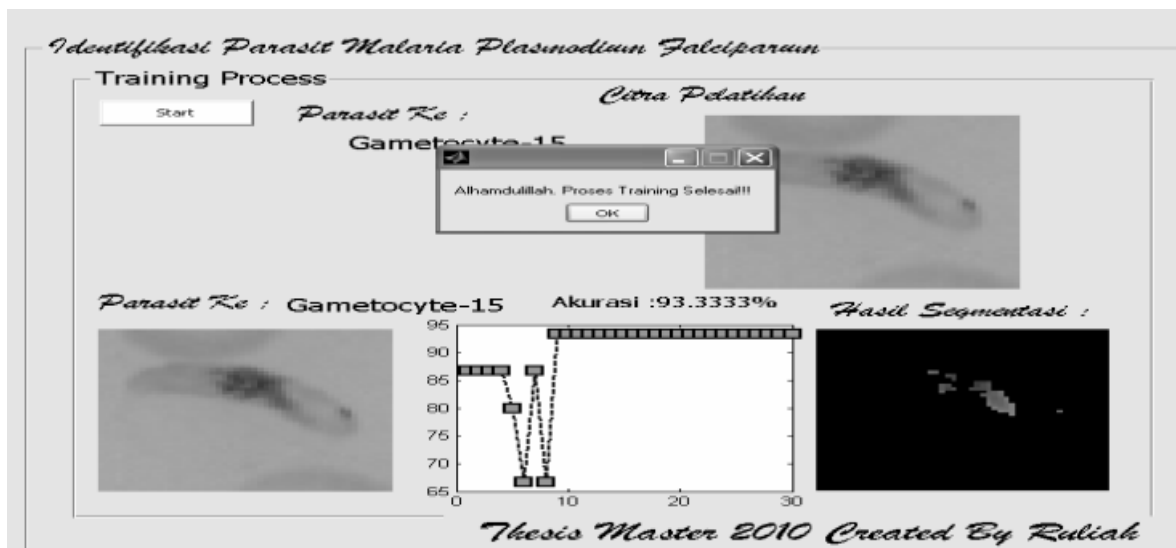 Identifikasi Parasit Malaria Plasmodium Falciparum
Training Process
Start
Parasit Ke :
Citra Pelatihan
Gametocyte-15
Alhamdulillah. Proses Training Selesai!!!
OK
Parasit Ke : Gametocyte-15
Akurasi :93.3333%
Hasil Segmentasi :
95
90
85
80
75
70
65
0 10 20 30
Thesis Master 2010 Created By Ruliah